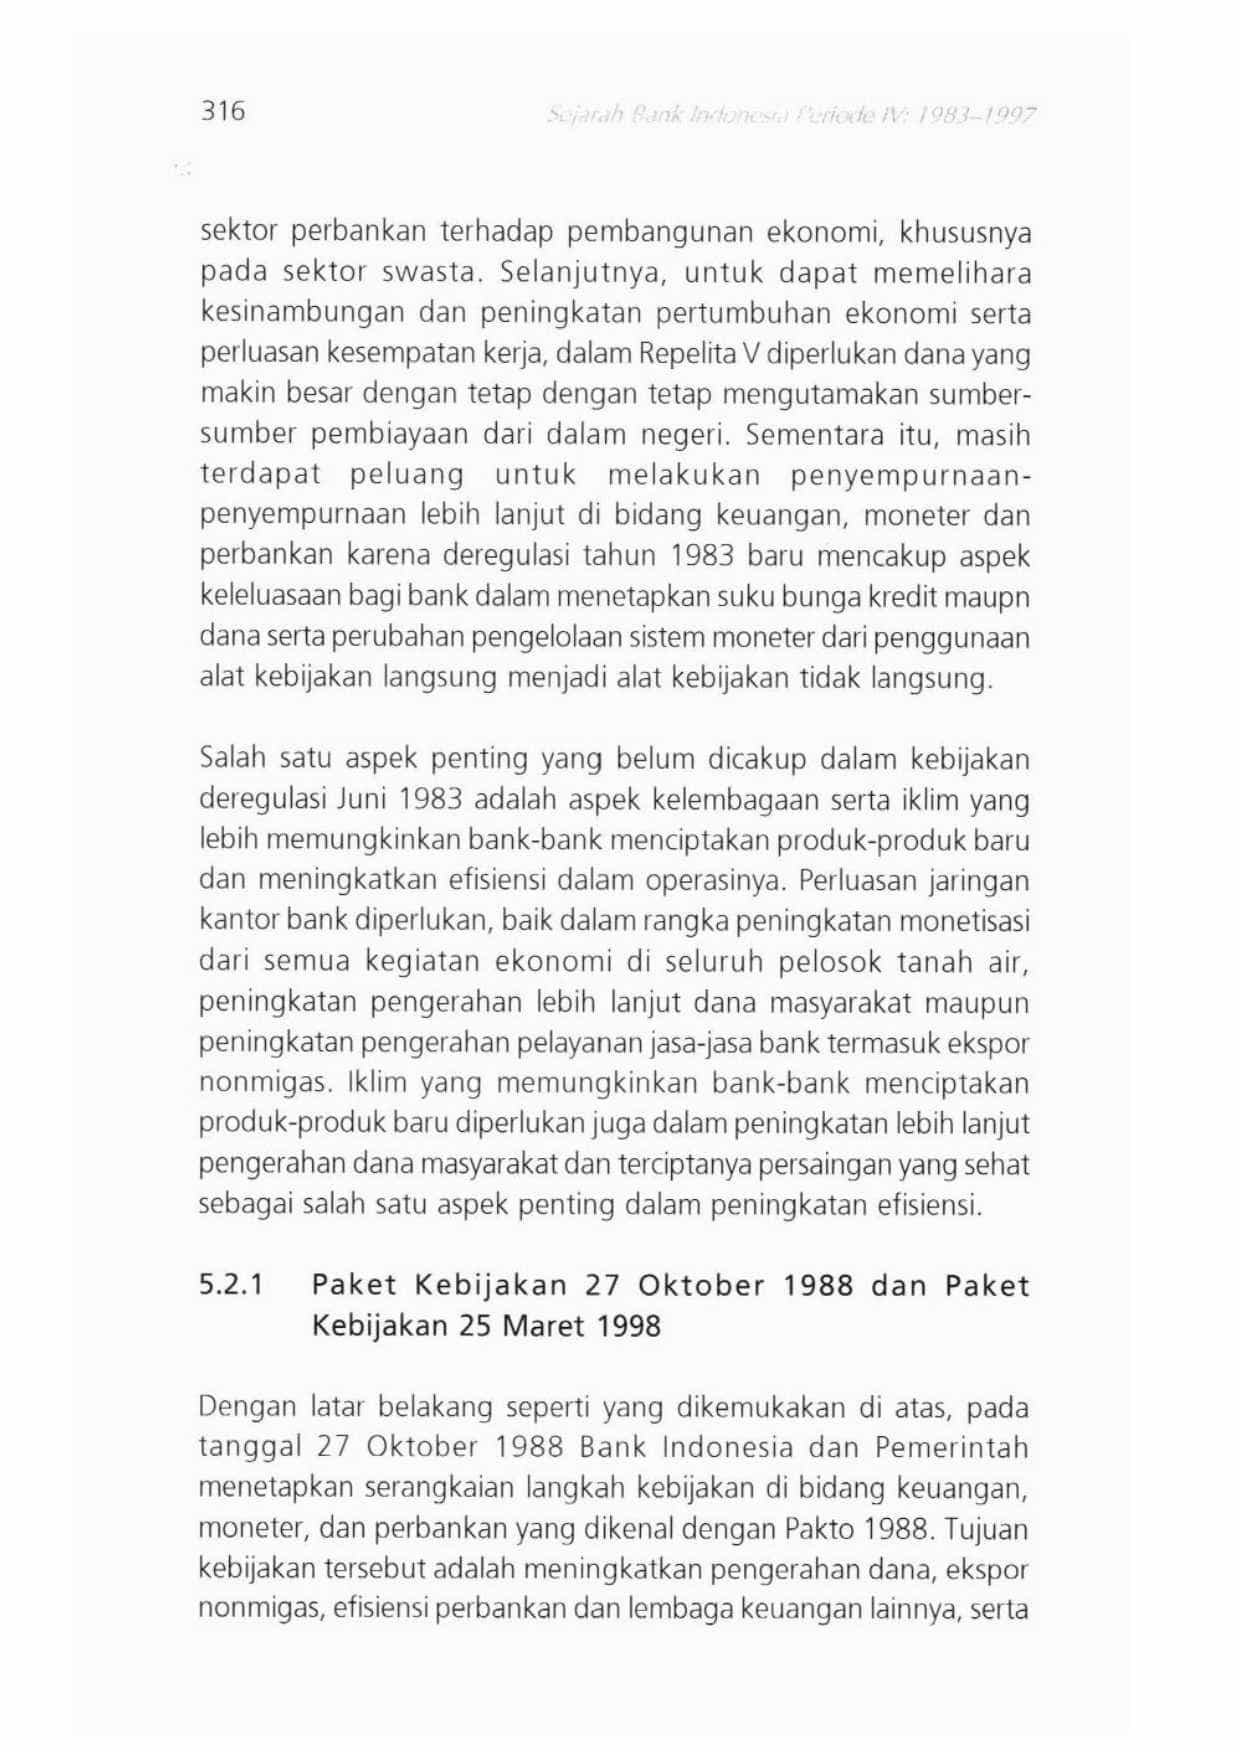 316
Sejarah Bank Indonesia Periode IV: 1983–1997
sektor perbankan terhadap pembangunan ekonomi, khususnya
pada sektor swasta. Selanjutnya, untuk dapat memelihara
kesinambungan dan peningkatan pertumbuhan ekonomi serta
perluasan kesempatan kerja, dalam Repelita V diperlukan dana yang
makin besar dengan tetap dengan tetap mengutamakan sumber-
sumber pembiayaan dari dalam negeri. Sementara itu, masih
terdapat peluang untuk melakukan penyempurnaan-
penyempurnaan lebih lanjut di bidang keuangan, moneter dan
perbankan karena deregulasi tahun 1983 baru mencakup aspek
keleluasaan bagi bank dalam menetapkan suku bunga kredit maupn
dana serta perubahan pengelolaan sistem moneter dari penggunaan
alat kebijakan langsung menjadi alat kebijakan tidak langsung.
Salah satu aspek penting yang belum dicakup dalam kebijakan
deregulasi Juni 1983 adalah aspek kelembagaan serta iklim yang
lebih memungkinkan bank-bank menciptakan produk-produk baru
dan meningkatkan efisiensi dalam operasinya. Perluasan jaringan
kantor bank diperlukan, baik dalam rangka peningkatan monetisasi
dari semua kegiatan ekonomi di seluruh pelosok tanah air,
peningkatan pengerahan lebih lanjut dana masyarakat maupun
peningkatan pengerahan pelayanan jasa-jasa bank termasuk ekspor
nonmigas. Iklim yang memungkinkan bank-bank menciptakan
produk-produk baru diperlukan juga dalam peningkatan lebih lanjut
pengerahan dana masyarakat dan terciptanya persaingan yang sehat
sebagai salah satu aspek penting dalam peningkatan efisiensi.
5.2.1 Paket Kebijakan 27 Oktober 1988 dan Paket
Kebijakan 25 Maret 1998
Dengan latar belakang seperti yang dikemukakan di atas, pada
tanggal 27 Oktober 1988 Bank Indonesia dan Pemerintah
menetapkan serangkaian langkah kebijakan di bidang keuangan,
moneter, dan perbankan yang dikenal dengan Pakto 1988. Tujuan
kebijakan tersebut adalah meningkatkan pengerahan dana, ekspor
nonmigas, efisiensi perbankan dan lembaga keuangan lainnya, serta